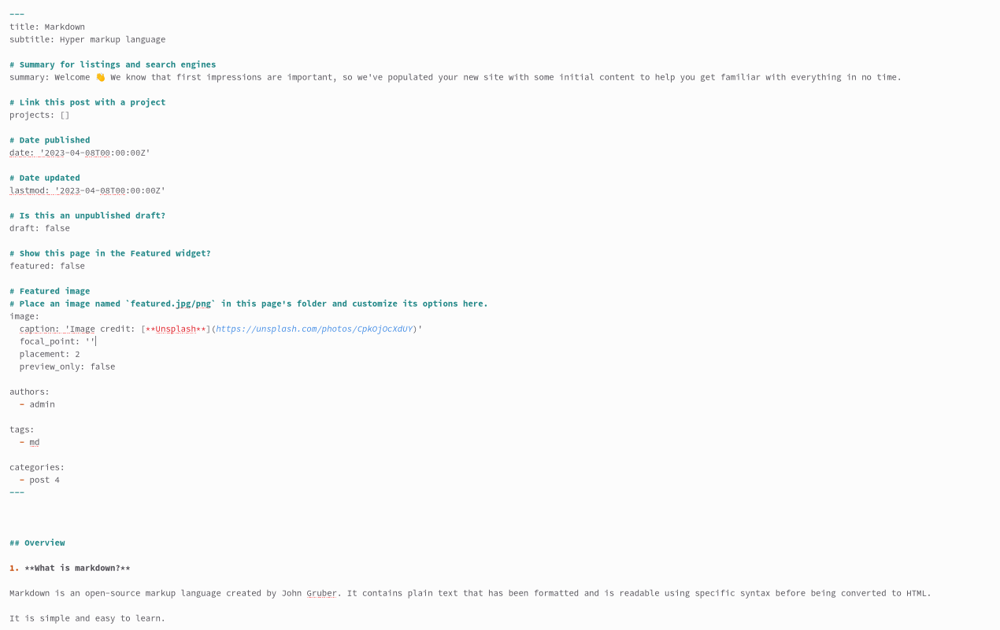 ---
title: Markdown
subtitle: Hyper markup language
# Summary for listings and search engines
summary: Welcome 👋 We know that first impressions are important, so we've populated your new site with some initial content to help you get familiar with everything in no time.
# Link this post with a project
projects: []
# Date published
date: '2023-04-08T00:00:00Z'
# Date updated
lastmod: '2023-04-08T00:00:00Z'
# Is this an unpublished draft?
draft: false
# Show this page in the Featured widget?
featured: false
# Featured image
# Place an image named `featured.jpg/png` in this page's folder and customize its options here.
image:
  caption: 'Image credit: [**Unsplash**](https://unsplash.com/photos/CpkOjOcXdUY)'
  focal_point: ''
  placement: 2
  preview_only: false
authors:
  - admin
tags:
  - md
categories:
  - post 4
---
## Overview
1. **What is markdown?**
Markdown is an open-source markup language created by John Gruber. It contains plain text that has been formatted and is readable using specific syntax before being converted to HTML.
It is simple and easy to learn.